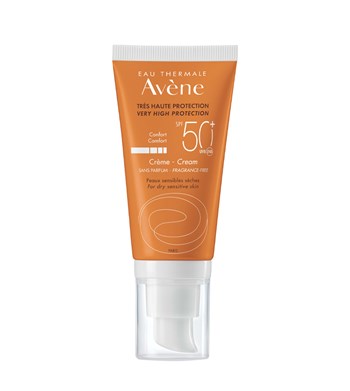 EAU THERMALE
Avène
TRÈS HAUTE PROTECTION
VERY HIGH PROTECTION
SPF 50+
Confort
Comfort
Crème - Cream
SANS PARFUM - FRAGRANCE FREE
Peaux sensibles sèches
For dry sensitive skin